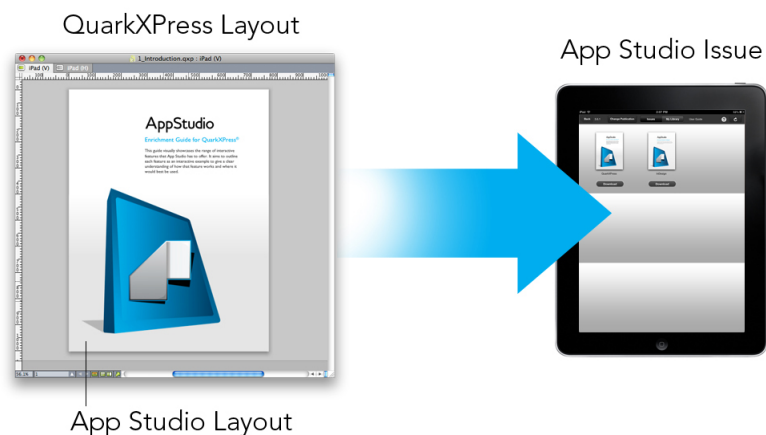 QuarkXPress Layout
App Studio Issue
1_Introduction.qxp : iPad (V)
iPad (V)
iPad (H)
AppStudio
Enrichment Guide for QuarkXPress®
This guide visually showcases the range of interactive
features that App Studio has to offer. It aims to outline
each feature as an interactive example to give a clear
understanding of how that feature works and where it
would best be used.
Download
Download
App Studio Layout